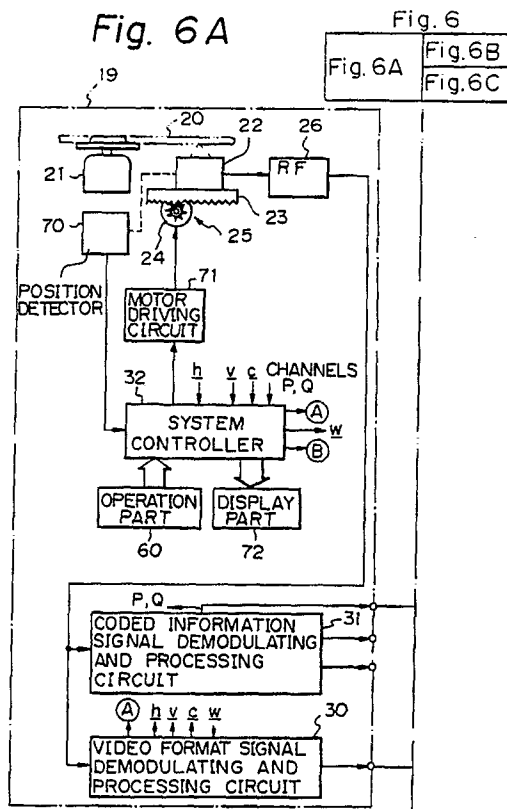 Fig. 6A
Fig. 6
Fig. 6A
Fig. 6B
Fig. 6C
19
20
22
26
RF
21
23
70
24
25
POSITION
DETECTOR
71
MOTOR
DRIVING
CIRCUIT
32
h
v
c
CHANNELS
P, Q
SYSTEM
CONTROLLER
A
w
B
OPERATION
PART
DISPLAY
PART
60
72
P, Q
31
CODED INFORMATION
SIGNAL DEMODULATING
AND PROCESSING
CIRCUIT
A
h
v
c
w
30
VIDEO FORMAT SIGNAL
DEMODULATING AND
PROCESSING CIRCUIT